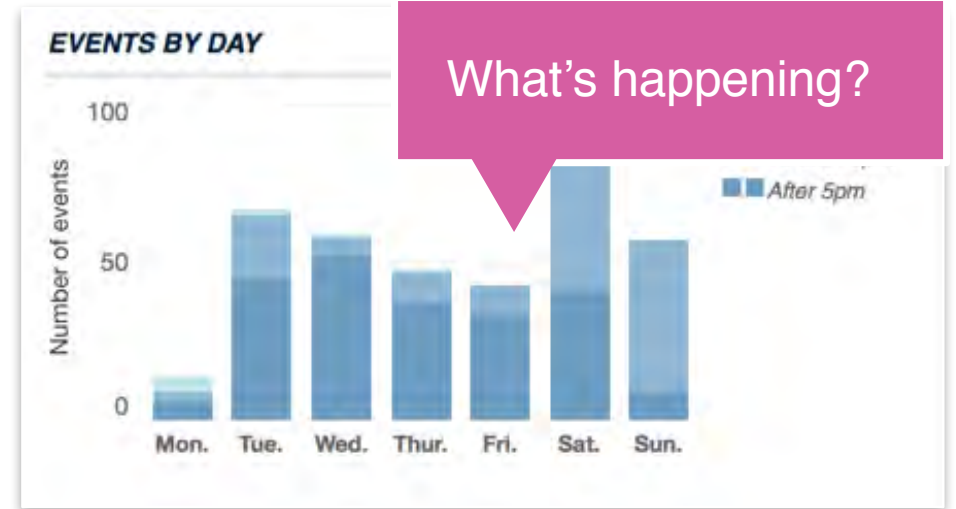 EVENTS BY DAY
What’s happening?
100
50
0
Number of events
After 5pm
Mon. Tue. Wed. Thur. Fri. Sat. Sun.